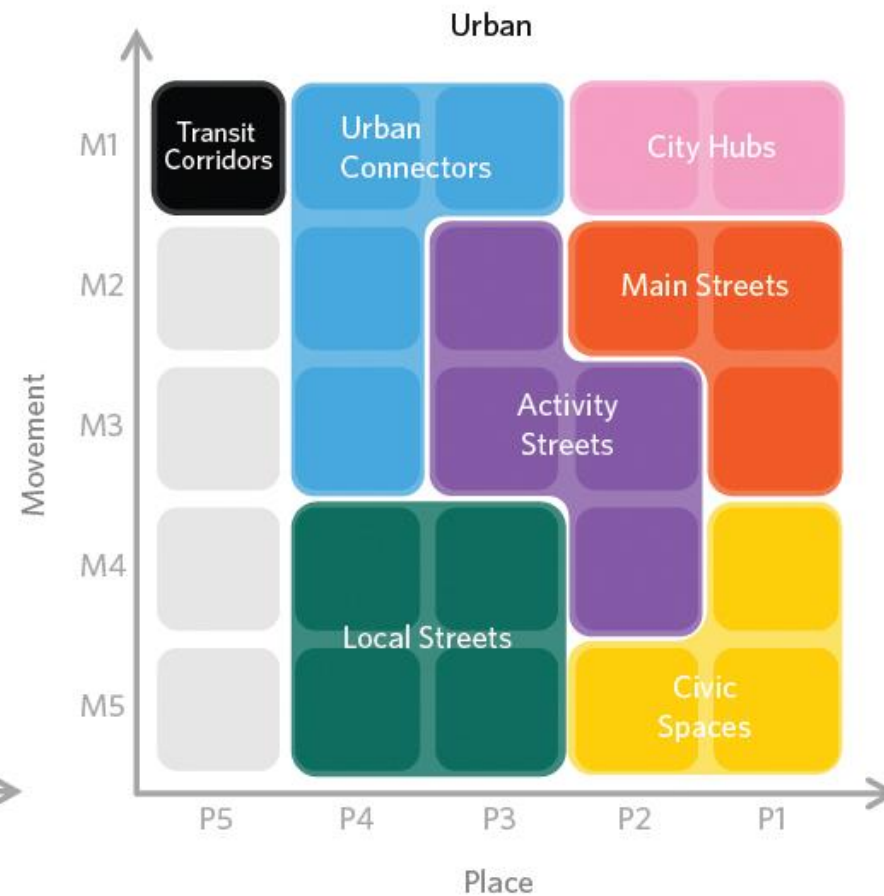 Urban
Movement
M1
Transit
Corridors
Urban
Connectors
City Hubs
M2
Main Streets
M3
Activity
Streets
M4
Local Streets
M5
Civic
Spaces
P5
P4
P3
P2
P1
Place